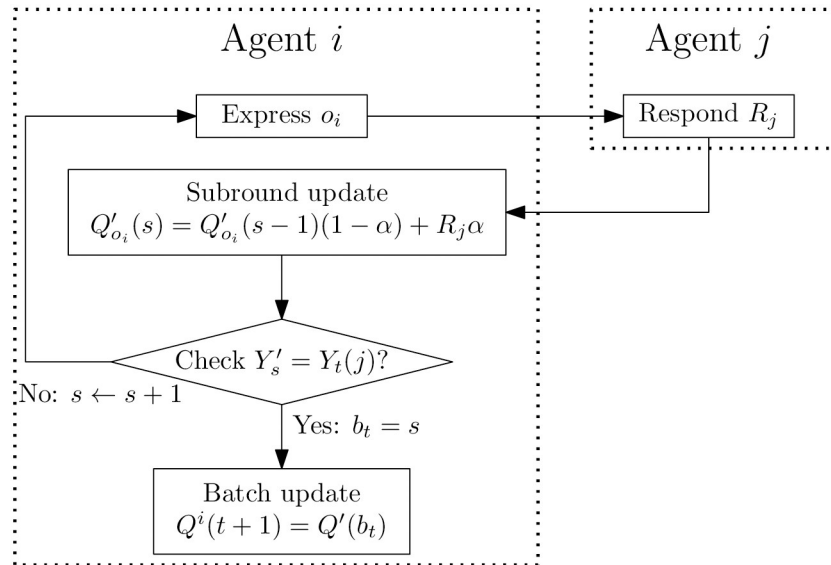 Agent i
Agent j
Express o_i
Respond R_j
Subround update
Q'_{o_i}(s) = Q'_{o_i}(s−1)(1−α) + R_jα
Check Y'_s = Y_t(j)?
No: s ← s + 1
Yes: b_t = s
Batch update
Q^i(t+1) = Q'(b_t)